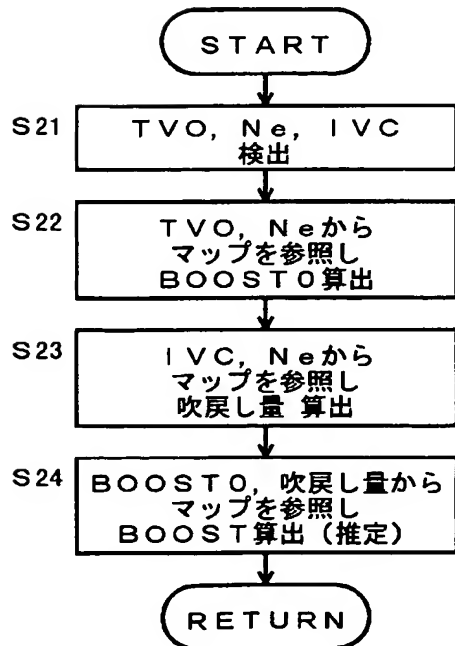 START
S21
TVO, Ne, IVC
検出
S22
TVO, Neから
マップを参照し
BOOST0算出
S23
IVC, Neから
マップを参照し
吹戻し量 算出
S24
BOOST0, 吹戻し量から
マップを参照し
BOOST算出(推定)
RETURN